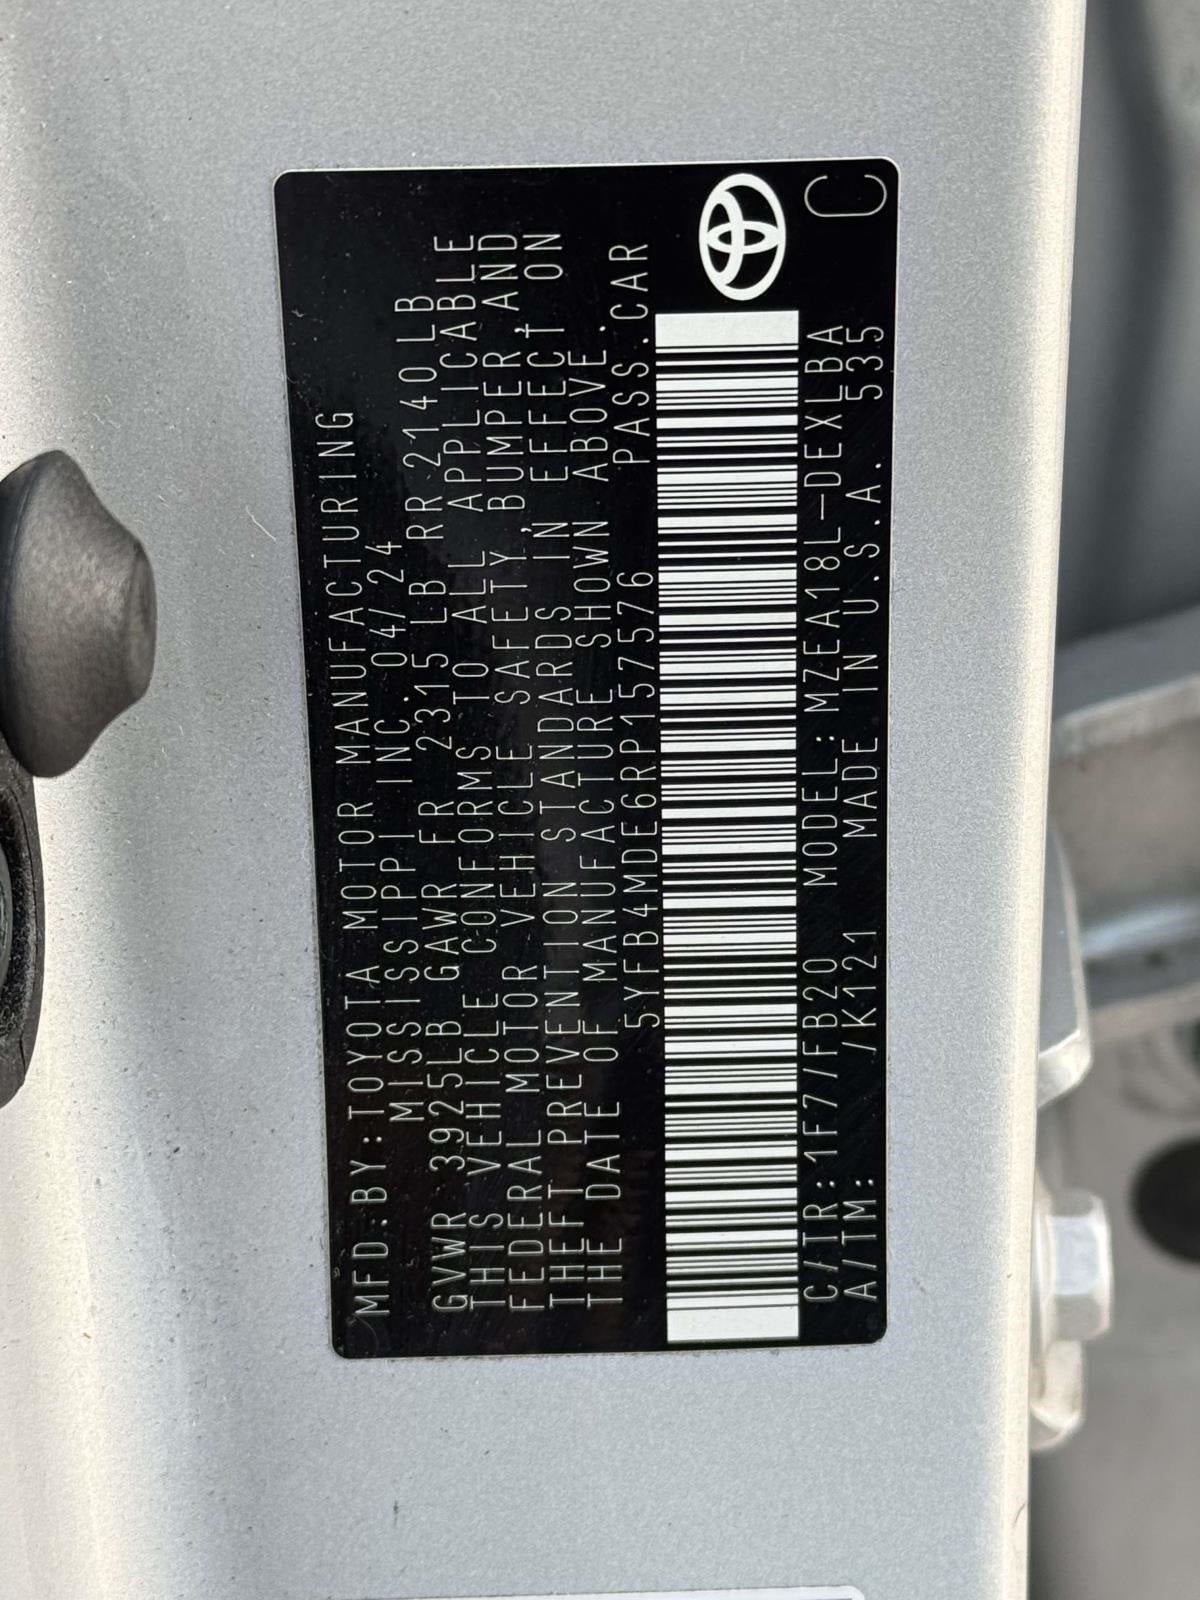 MFD.BY:TOYOTA MOTOR MANUFACTURING
MISSISSIPPI INC. 04/24
GVWR 3925LB GAWR FR 2315 LB RR 2140LB
THIS VEHICLE CONFORMS TO ALL APPLICABLE
FEDERAL MOTOR VEHICLE SAFETY, BUMPER, AND
THEFT PREVENTION STANDARDS IN EFFECT ON
THE DATE OF MANUFACTURE SHOWN ABOVE.
5YFB4MDE6RP157576 PASS.CAR
C/TR:1F7/FB20 MODEL:MZEA18L-DEXLBA
A/TM: /K121 MADE IN U.S.A. 535
C